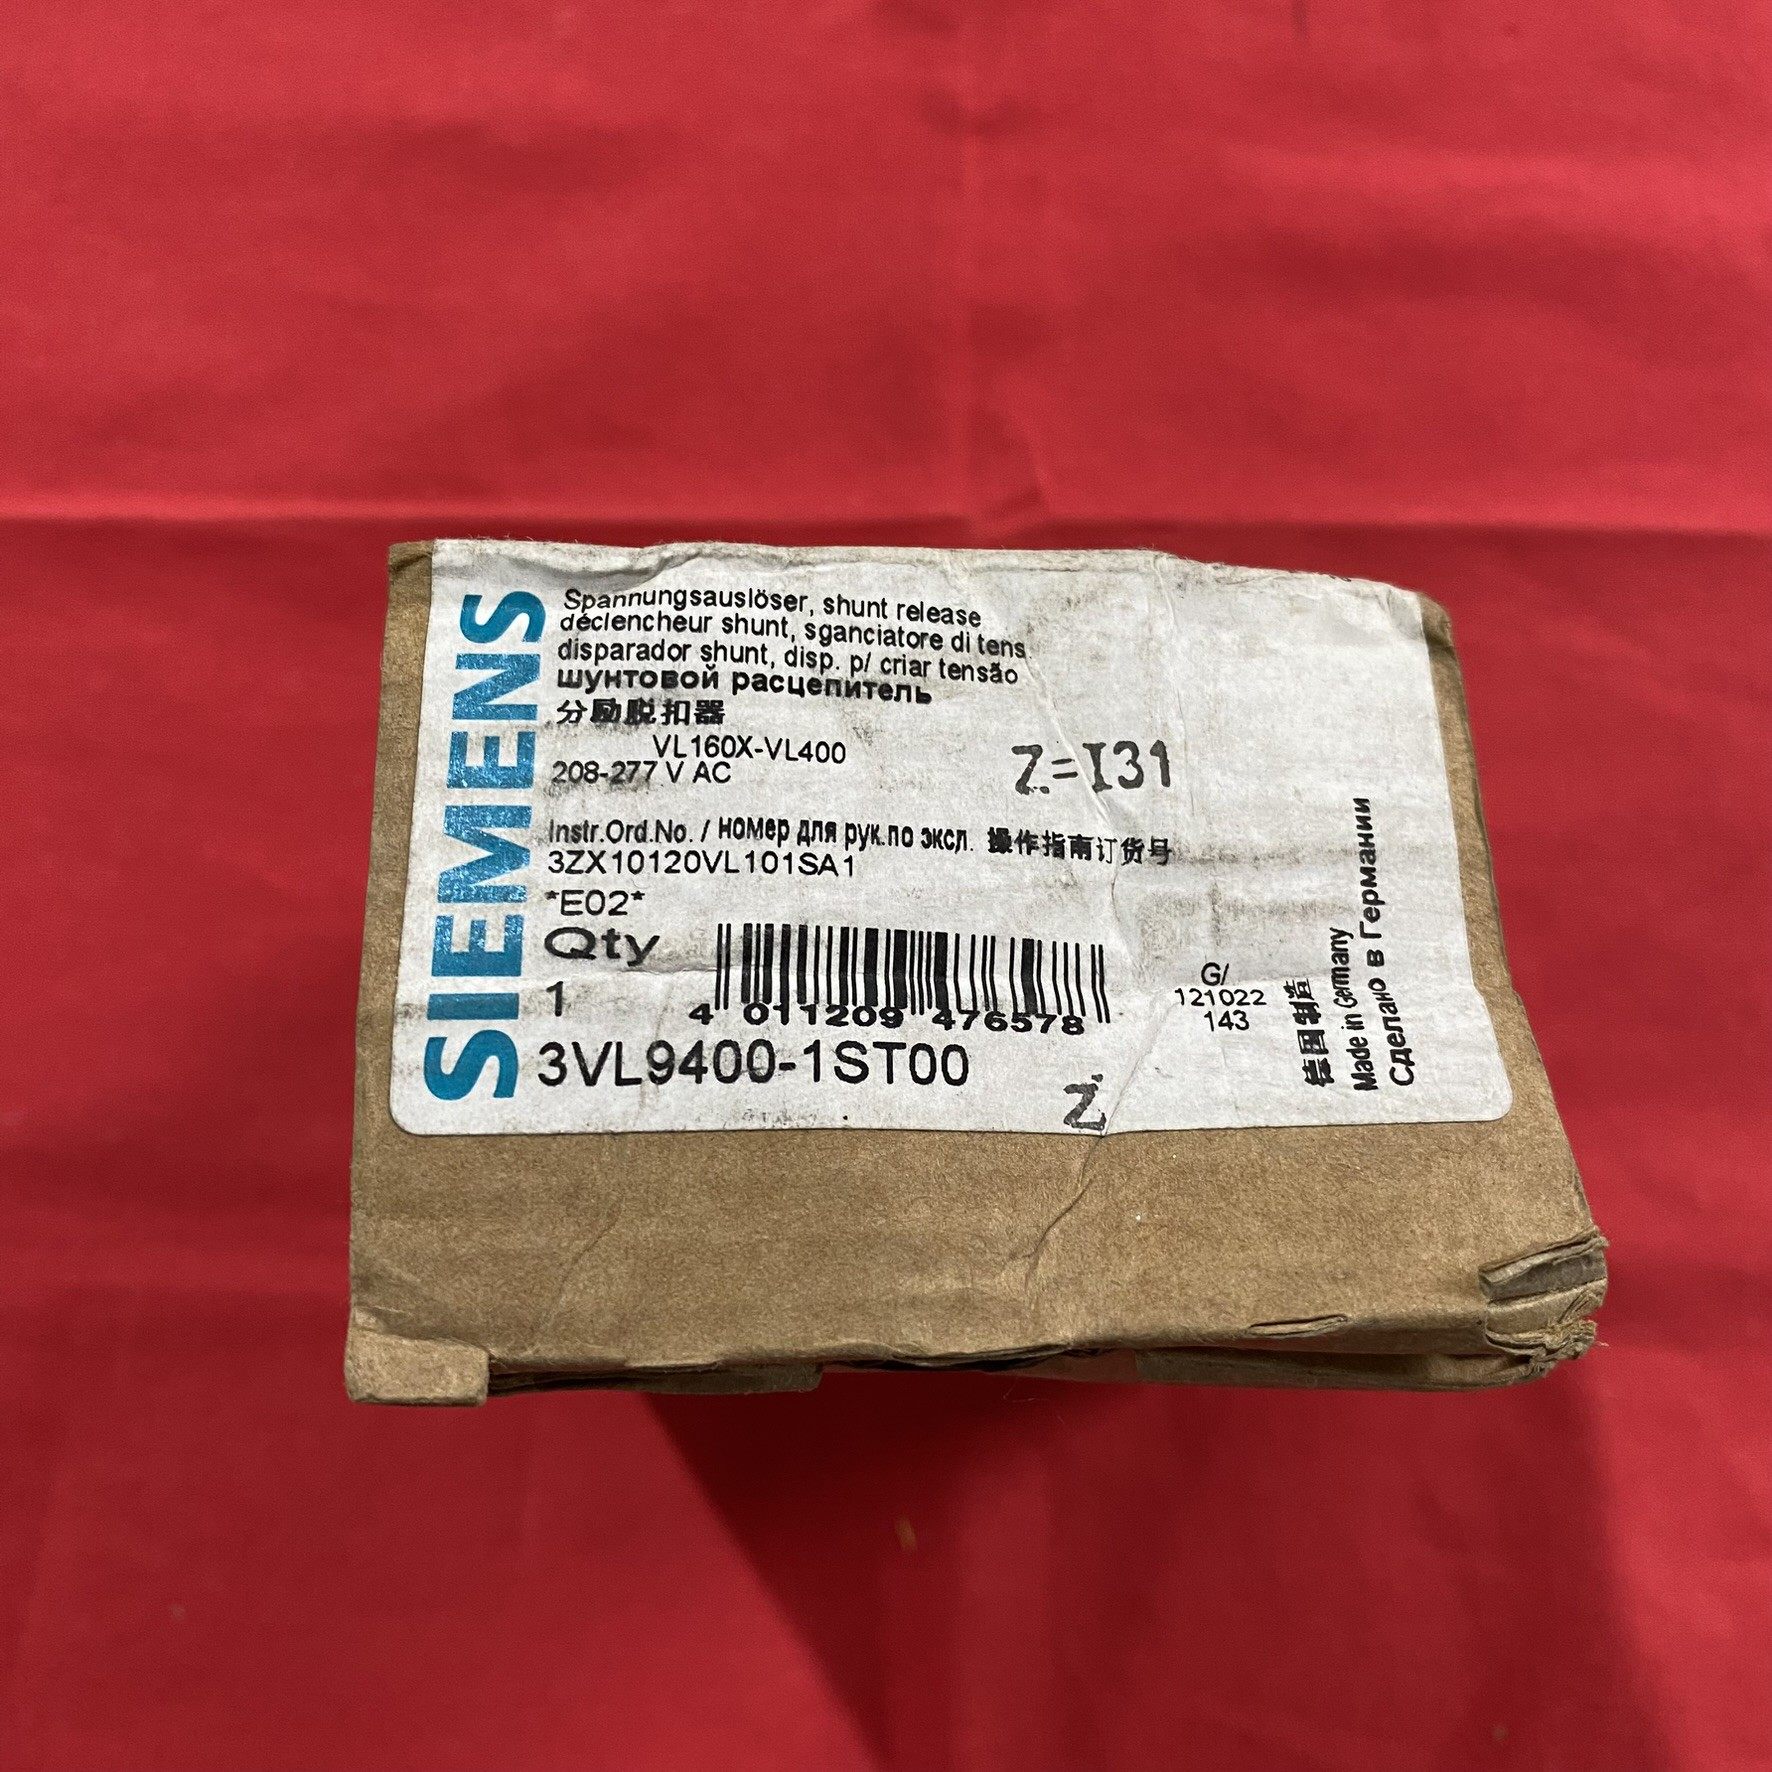 SIEMENS
Spannungsauslöser, shunt release
déclencheur shunt, sganciatore di tens
disparador shunt, disp. p/ criar tensão
шунтовой расцепитель
分励脱扣器
VL160X-VL400
208-277 V AC
Z=I31
Instr.Ord.No. / номер для рук.по эксл. 操作指南订货号
3ZX10120VL101SA1
*E02*
Qty
1
4 011209 476578
3VL9400-1ST00
Z
G/
121022
143
德国制造
Made in Germany
Сделано в Германии